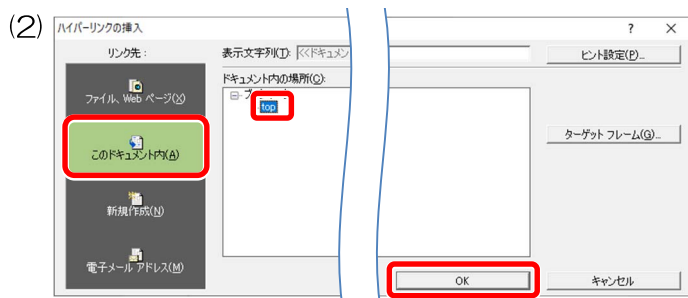 (2)
ハイパーリンクの挿入
? ×
リンク先:
表示文字列(T): <<ドキュメン
ヒント設定(P)...
ファイル、Web ページ(X)
ドキュメント内の場所(C):
top
このドキュメント内(A)
ターゲット フレーム(G)...
新規作成(N)
電子メール アドレス(M)
OK
キャンセル